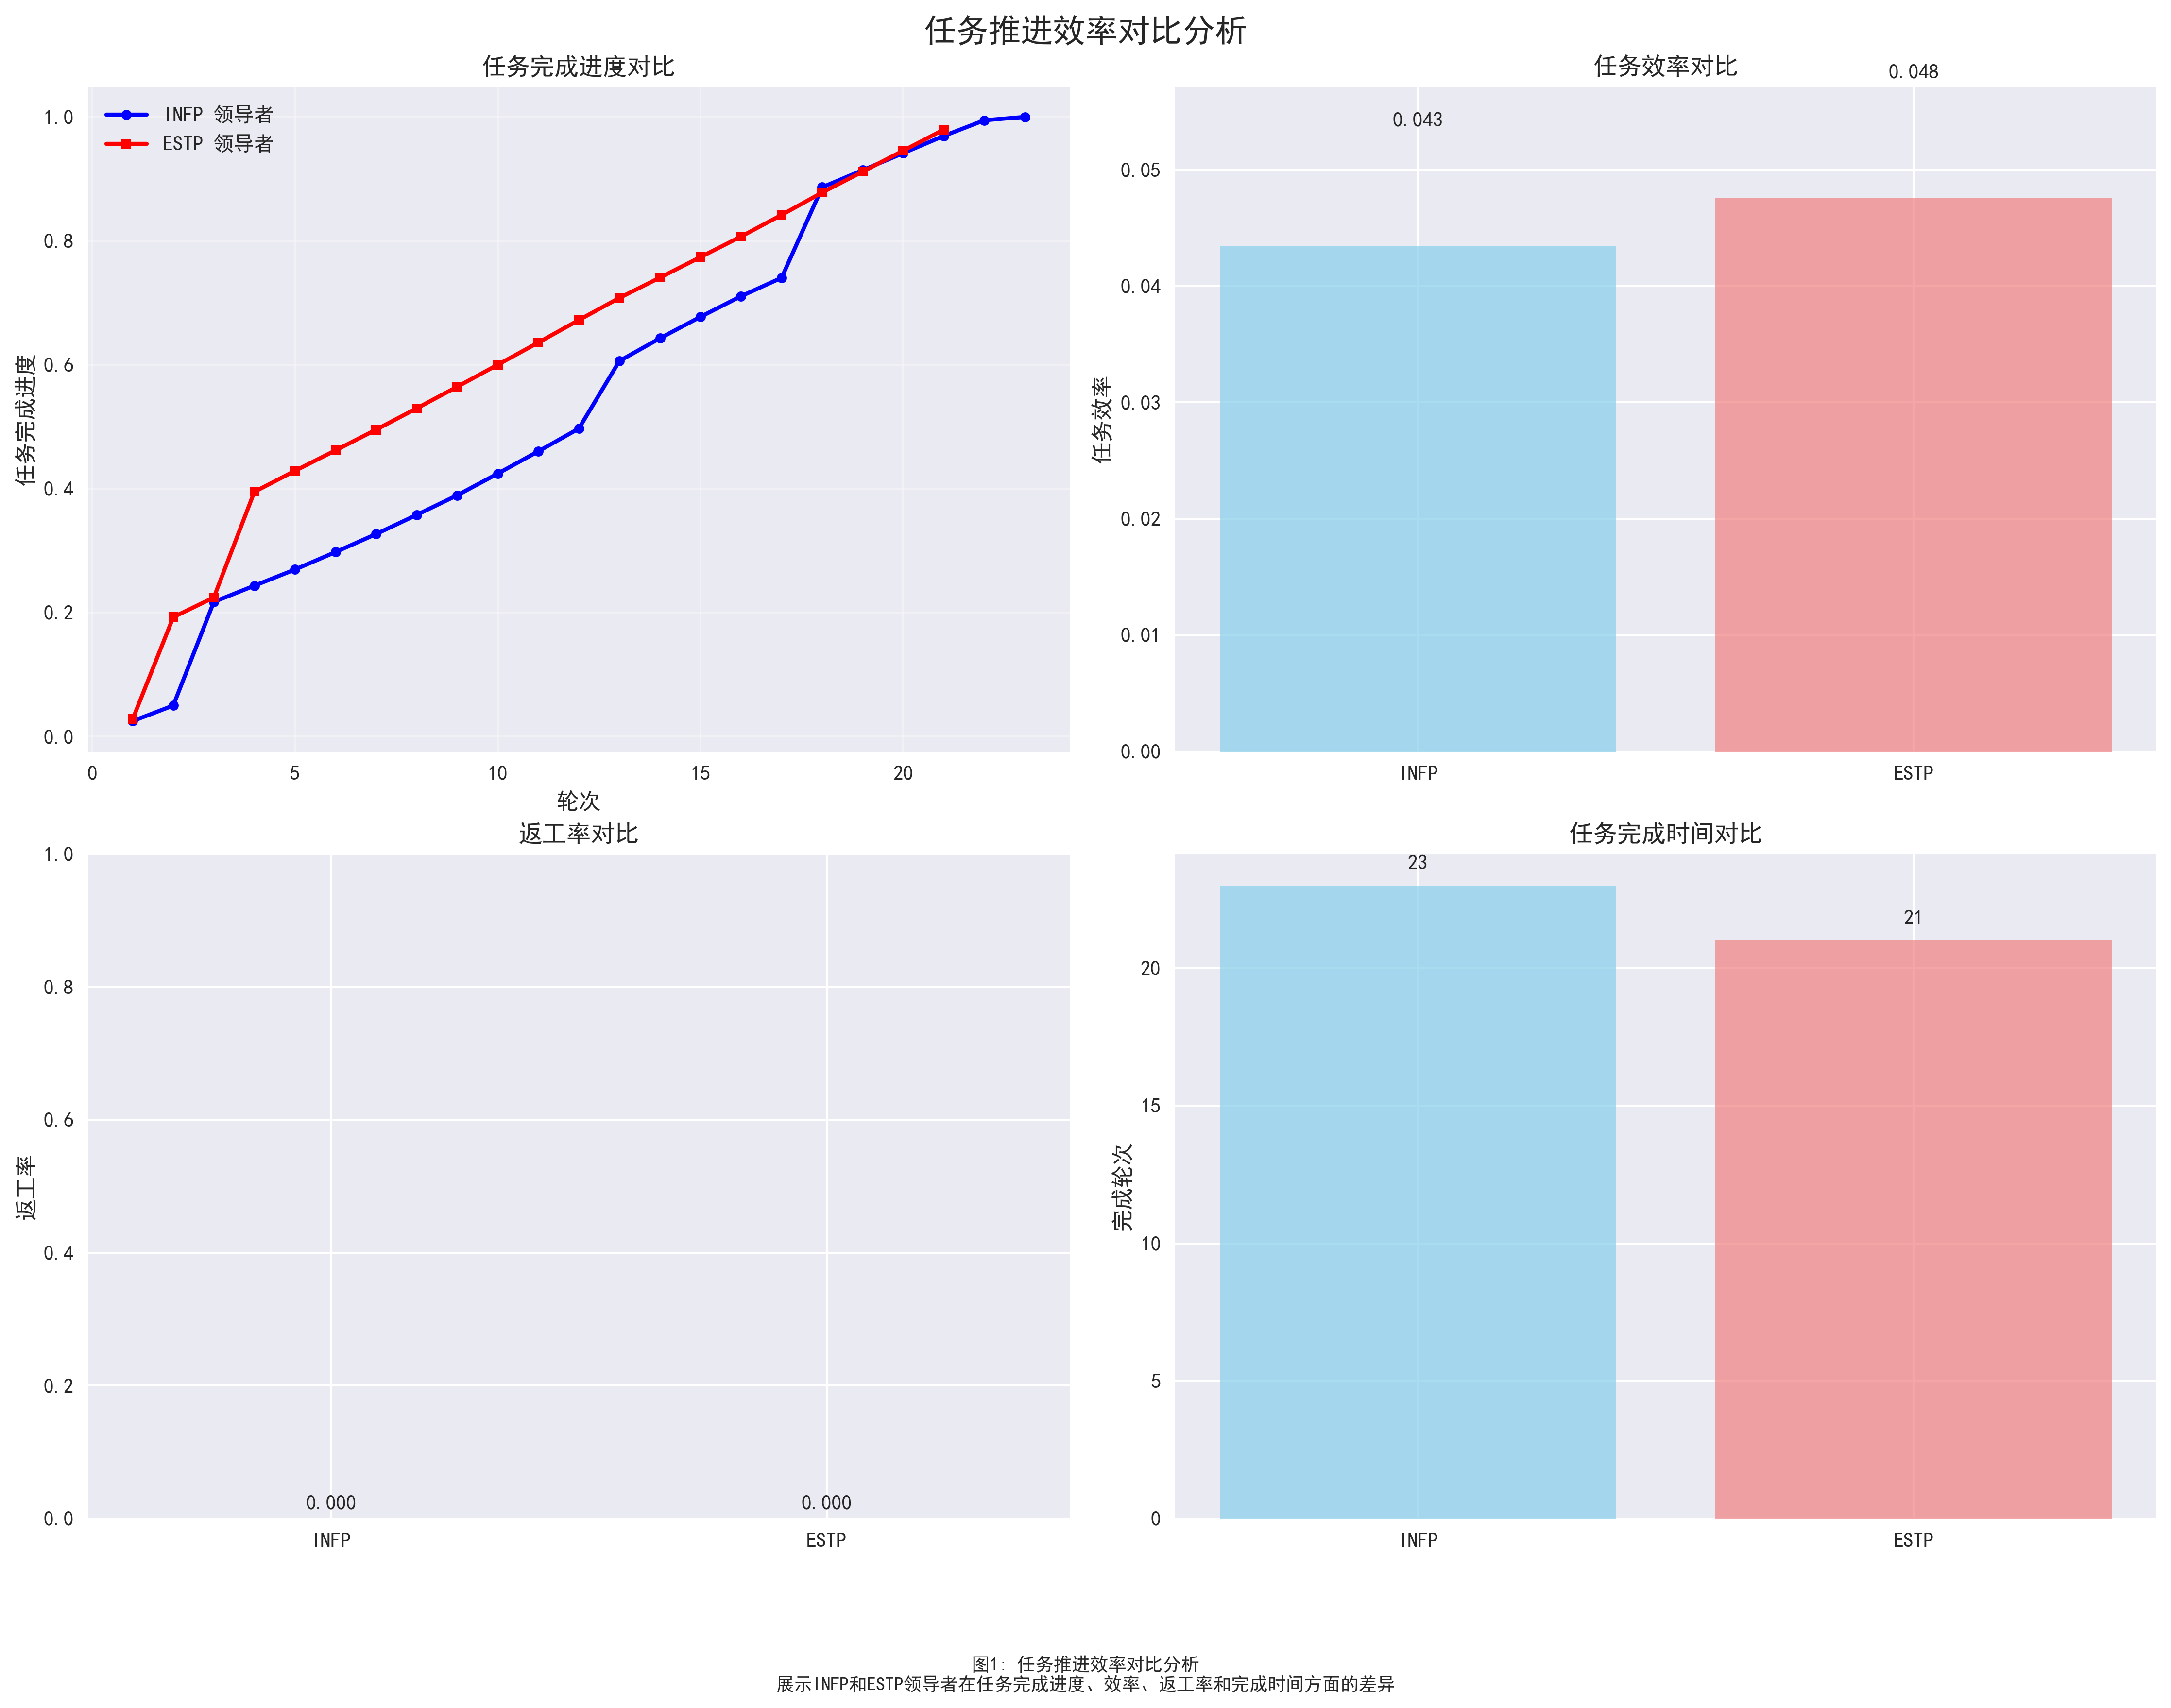 任务推进效率对比分析
任务完成进度对比
INFP 领导者
ESTP 领导者
任务完成进度
1.0
0.8
0.6
0.4
0.2
0.0
0
5
10
15
20
轮次
任务效率对比
0.043
0.048
任务效率
0.05
0.04
0.03
0.02
0.01
0.00
INFP
ESTP
返工率对比
返工率
1.0
0.8
0.6
0.4
0.2
0.0
0.000
0.000
INFP
ESTP
任务完成时间对比
23
21
完成轮次
20
15
10
5
0
INFP
ESTP
图1: 任务推进效率对比分析
展示INFP和ESTP领导者在任务完成进度、效率、返工率和完成时间方面的差异